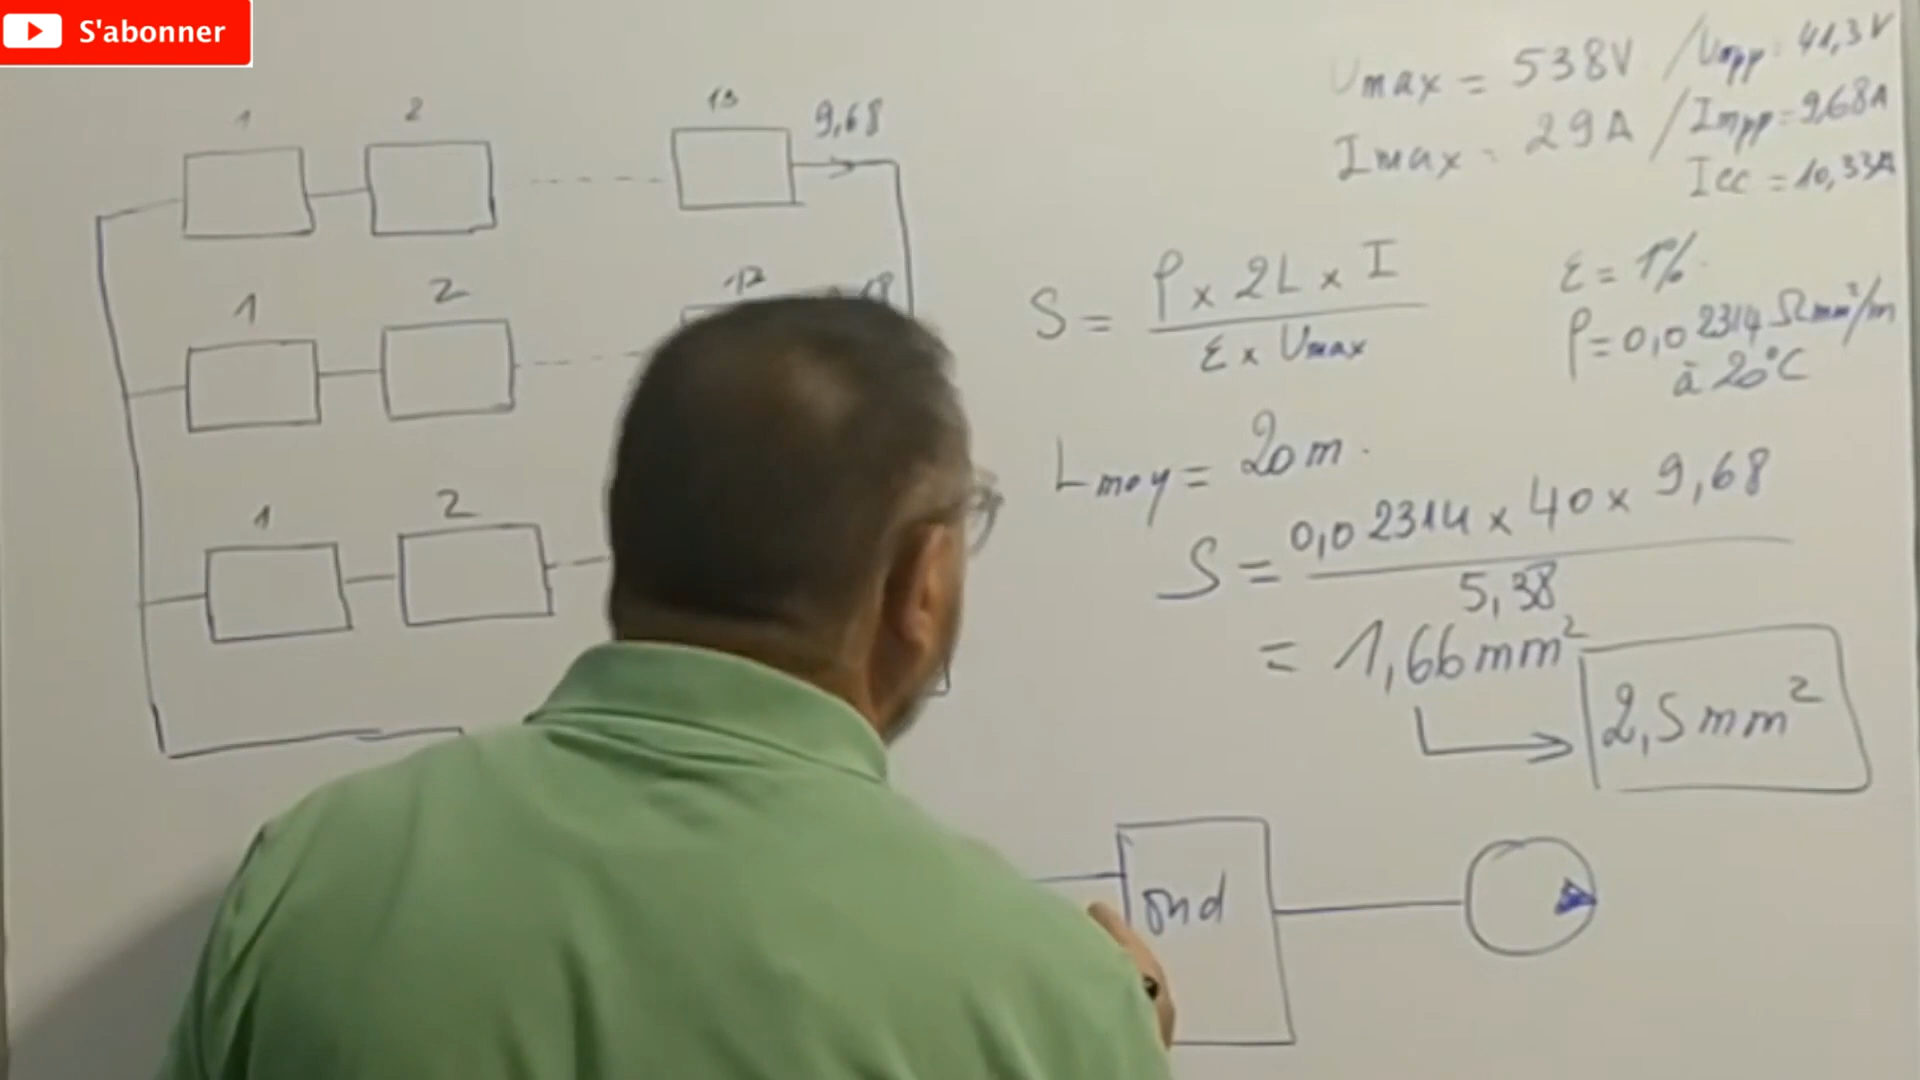 S'abonner
1 2 13 9,68
1 2
1 2
Umax = 538V / Umpp = 41,3V
Imax = 29A / Impp = 9,68A
Icc = 10,33A
S = ρ x 2L x I
ε x Umax
ε = 1%.
ρ = 0,02314 Ωmm²/m
à 20°C
Lmoy = 20m.
S = 0,02314 x 40 x 9,68
5,38
= 1,66mm²
2,5mm²
Ond